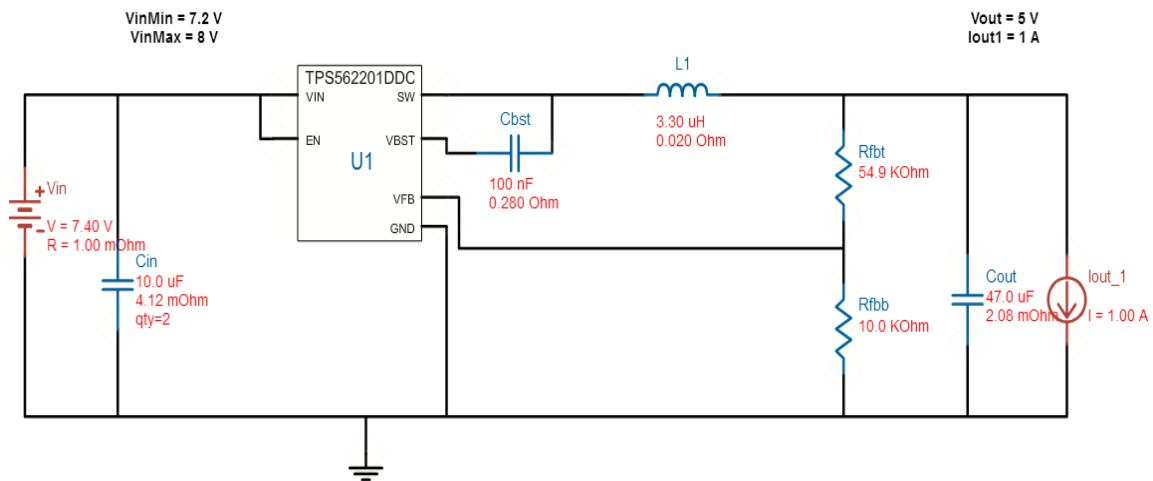 VinMin = 7.2 V
VinMax = 8 V
Vout = 5 V
Iout1 = 1 A
TPS562201DDC
VIN
SW
EN
VBST
U1
VFB
GND
Cbst
100 nF
0.280 Ohm
L1
3.30 uH
0.020 Ohm
Rfbt
54.9 KOhm
Vin
V = 7.40 V
R = 1.00 mOhm
Cin
10.0 uF
4.12 mOhm
qty=2
Rfbb
10.0 KOhm
Cout
47.0 uF
2.08 mOhm
Iout_1
I = 1.00 A